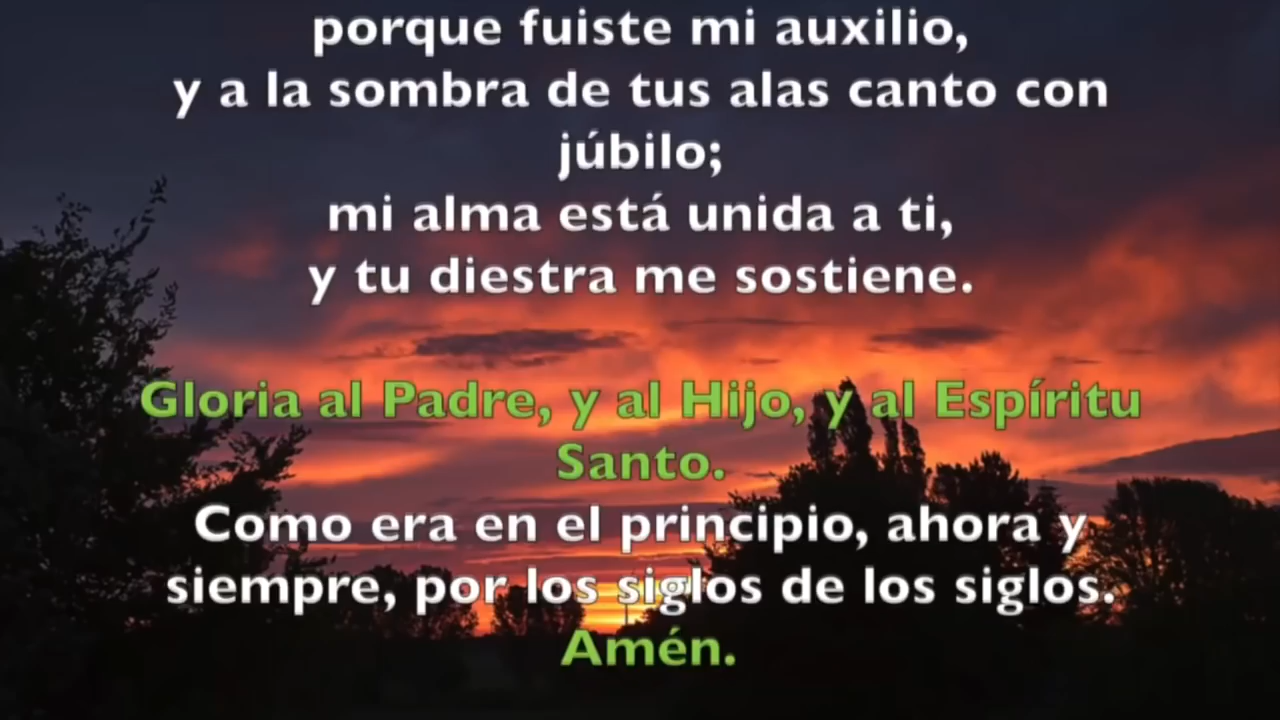 porque fuiste mi auxilio,
y a la sombra de tus alas canto con
júbilo;
mi alma está unida a ti,
y tu diestra me sostiene.
Gloria al Padre, y al Hijo, y al Espíritu
Santo.
Como era en el principio, ahora y
siempre, por los siglos de los siglos.
Amén.